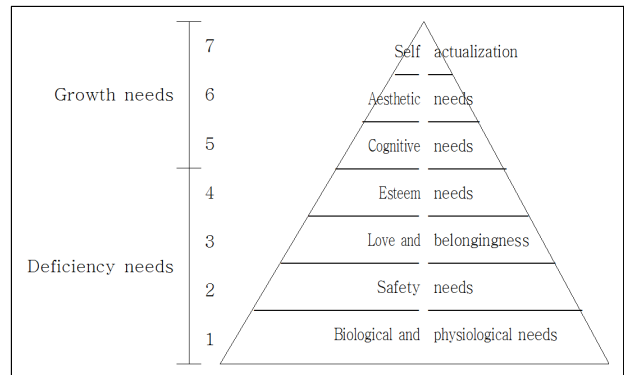 7 Self actualization
Growth needs 6 Aesthetic needs
5 Cognitive needs
4 Esteem needs
3 Love and belongingness
Deficiency needs
2 Safety needs
1 Biological and physiological needs